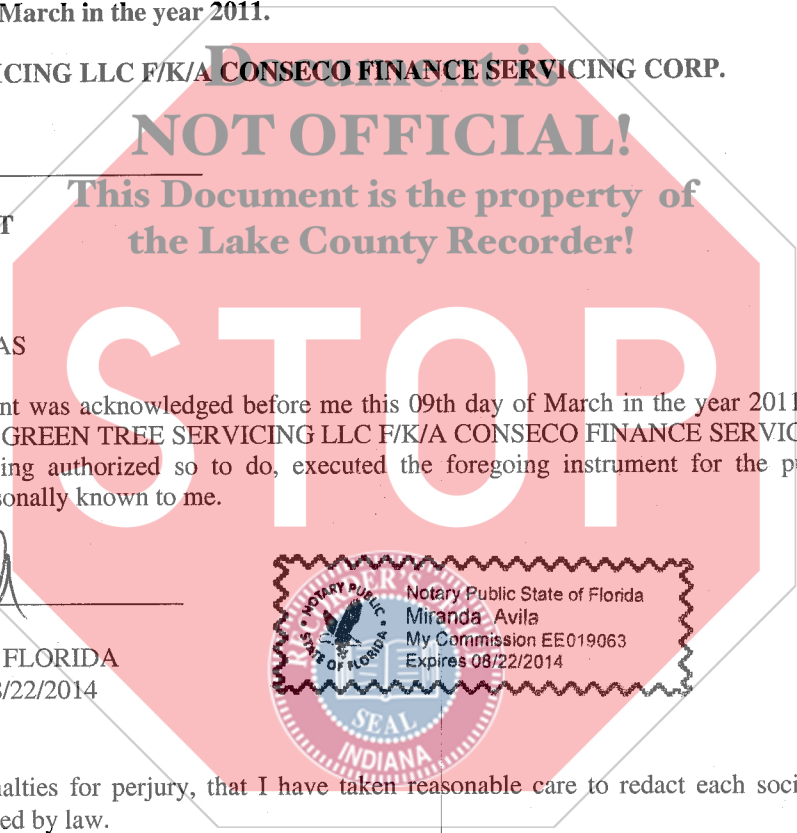 March in the year 2011.
ICING LLC F/K/A CONSECO FINANCE SERVICING CORP.
Document is
NOT OFFICIAL!
This Document is the property of
the Lake County Recorder!
T
STOP
AS
nt was acknowledged before me this 09th day of March in the year 2011
GREEN TREE SERVICING LLC F/K/A CONSECO FINANCE SERVIC
ing authorized so to do, executed the foregoing instrument for the p
sonally known to me.
NOTARY PUBLIC
STATE OF FLORIDA
Notary Public State of Florida
Miranda Avila
My Commission EE019063
Expires 08/22/2014
RECORDER'S
SEAL
INDIANA
FLORIDA
8/22/2014
alties for perjury, that I have taken reasonable care to redact each soci
ed by law.